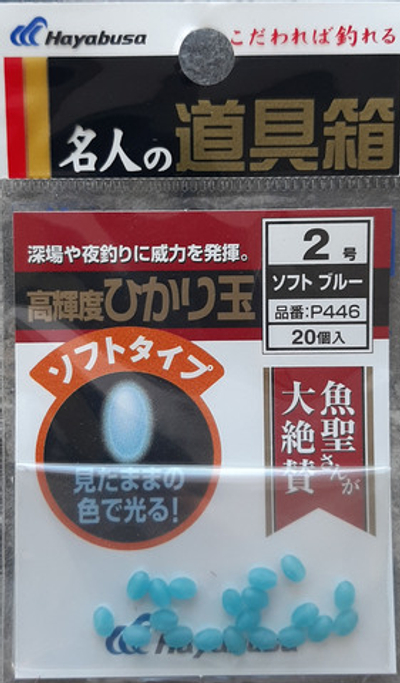 Hayabusa
こだわれば釣れる
名人の道具箱
深場や夜釣りに威力を発揮。
高輝度ひかり玉
2号
ソフト ブルー
品番:P446
20個入
ソフトタイプ
見たままの
色で光る!
魚聖さんが
大絶賛
Hayabusa